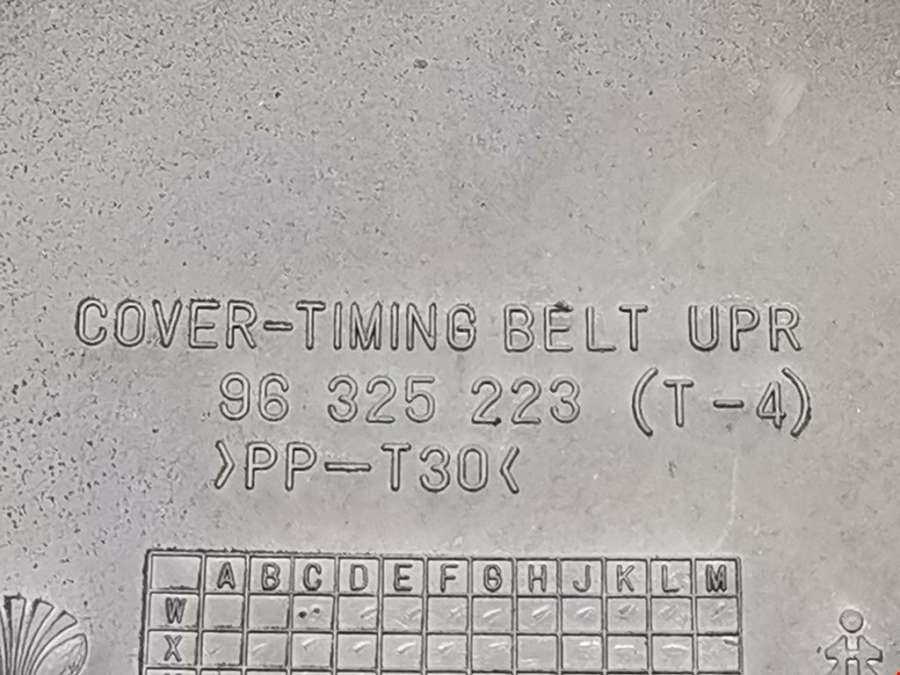 COVER-TIMING BELT UPR
96 325 223 (T-4)
>PP-T30<
A B C D E F G H J K L M
W
X